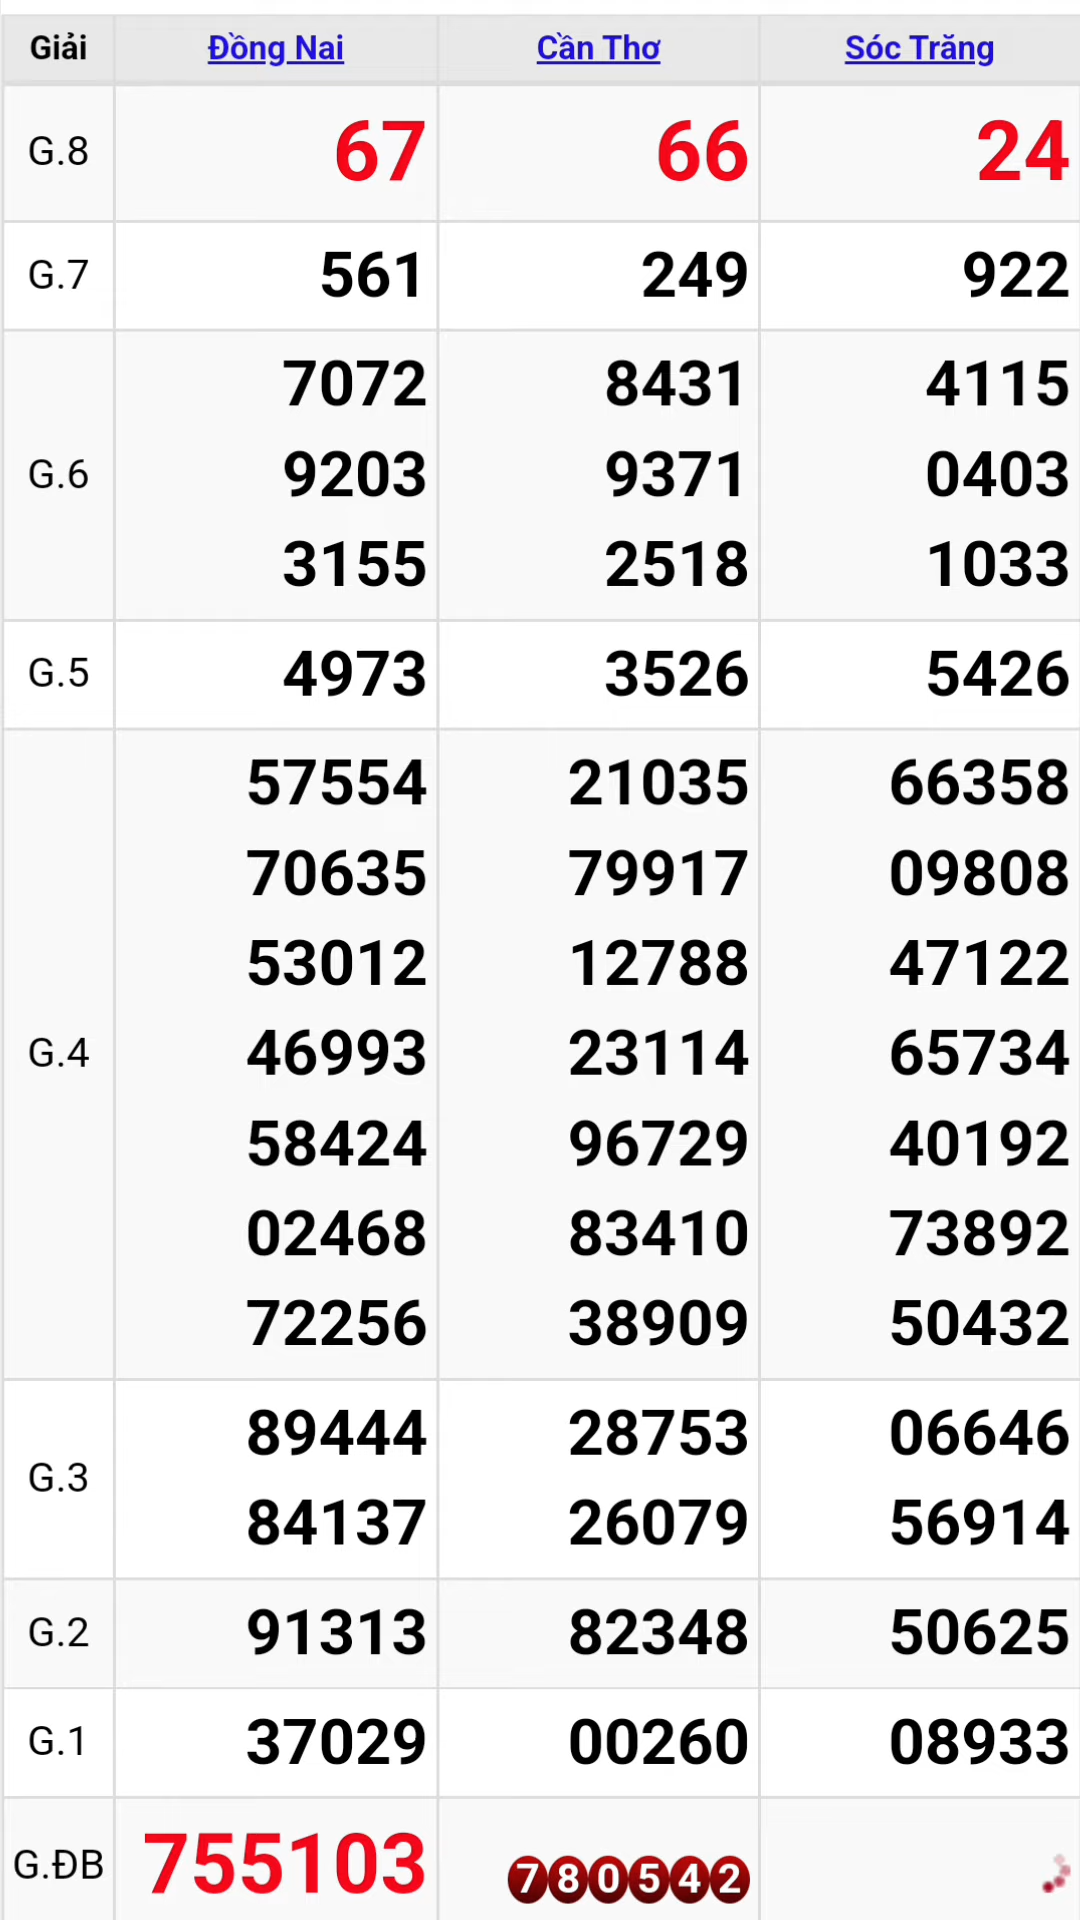 Giải Đồng Nai Cần Thơ Sóc Trăng
G.8 67 66 24
G.7 561 249 922
7072 8431 4115
G.6 9203 9371 0403
3155 2518 1033
G.5 4973 3526 5426
57554 21035 66358
70635 79917 09808
53012 12788 47122
G.4 46993 23114 65734
58424 96729 40192
02468 83410 73892
72256 38909 50432
89444 28753 06646
G.3
84137 26079 56914
G.2 91313 82348 50625
G.1 37029 00260 08933
G.ĐB 755103 780542